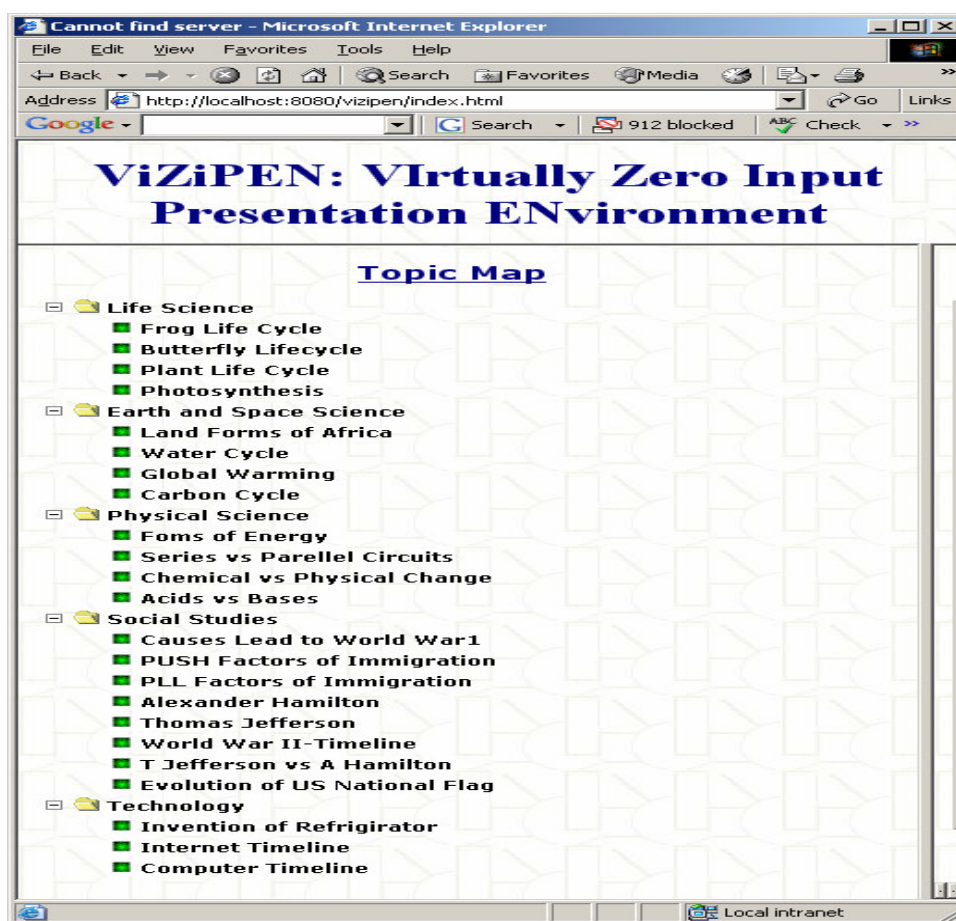 Cannot find server - Microsoft Internet Explorer
File Edit View Favorites Tools Help
Back Search Favorites Media »
Address http://localhost:8080/vizipen/index.html Go Links
Google Search 912 blocked ABC Check »
ViZiPEN: VIrtually Zero Input
Presentation ENvironment
Topic Map
Life Science
Frog Life Cycle
Butterfly Lifecycle
Plant Life Cycle
Photosynthesis
Earth and Space Science
Land Forms of Africa
Water Cycle
Global Warming
Carbon Cycle
Physical Science
Foms of Energy
Series vs Parellel Circuits
Chemical vs Physical Change
Acids vs Bases
Social Studies
Causes Lead to World War1
PUSH Factors of Immigration
PLL Factors of Immigration
Alexander Hamilton
Thomas Jefferson
World War II-Timeline
T Jefferson vs A Hamilton
Evolution of US National Flag
Technology
Invention of Refrigirator
Internet Timeline
Computer Timeline
Local intranet